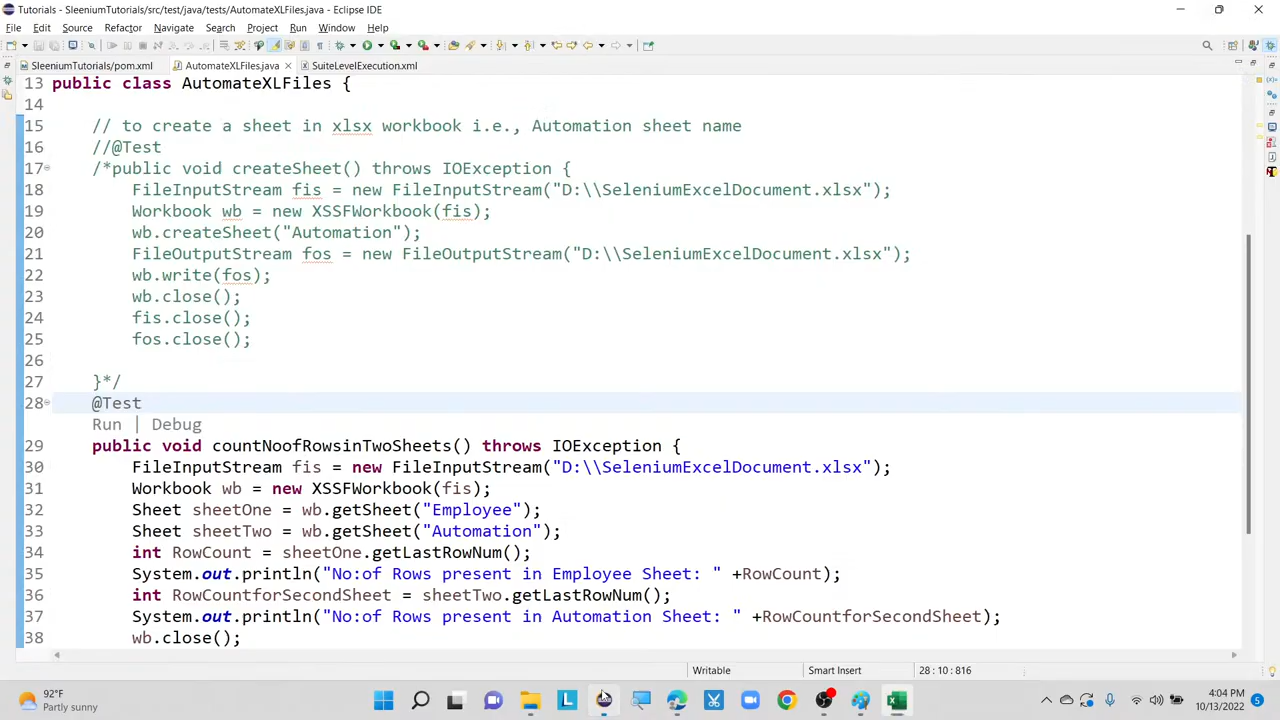 Tutorials - SleeniumTutorials/src/test/java/tests/AutomateXLFiles.java - Eclipse IDE
File Edit Source Refactor Navigate Search Project Run Window Help
SleeniumTutorials/pom.xml AutomateXLFiles.java SuiteLevelExecution.xml
13 public class AutomateXLFiles {
14
15 // to create a sheet in xlsx workbook i.e., Automation sheet name
16 //@Test
17 /*public void createSheet() throws IOException {
18 FileInputStream fis = new FileInputStream("D:\\SeleniumExcelDocument.xlsx");
19 Workbook wb = new XSSFWorkbook(fis);
20 wb.createSheet("Automation");
21 FileOutputStream fos = new FileOutputStream("D:\\SeleniumExcelDocument.xlsx");
22 wb.write(fos);
23 wb.close();
24 fis.close();
25 fos.close();
26
27 }*/
28 @Test
Run | Debug
29 public void countNoofRowsinTwoSheets() throws IOException {
30 FileInputStream fis = new FileInputStream("D:\\SeleniumExcelDocument.xlsx");
31 Workbook wb = new XSSFWorkbook(fis);
32 Sheet sheetOne = wb.getSheet("Employee");
33 Sheet sheetTwo = wb.getSheet("Automation");
34 int RowCount = sheetOne.getLastRowNum();
35 System.out.println("No:of Rows present in Employee Sheet: " +RowCount);
36 int RowCountforSecondSheet = sheetTwo.getLastRowNum();
37 System.out.println("No:of Rows present in Automation Sheet: " +RowCountforSecondSheet);
38 wb.close();
Writable Smart Insert 28 : 10 : 816
92°F
Partly sunny
4:04 PM
10/13/2022
5